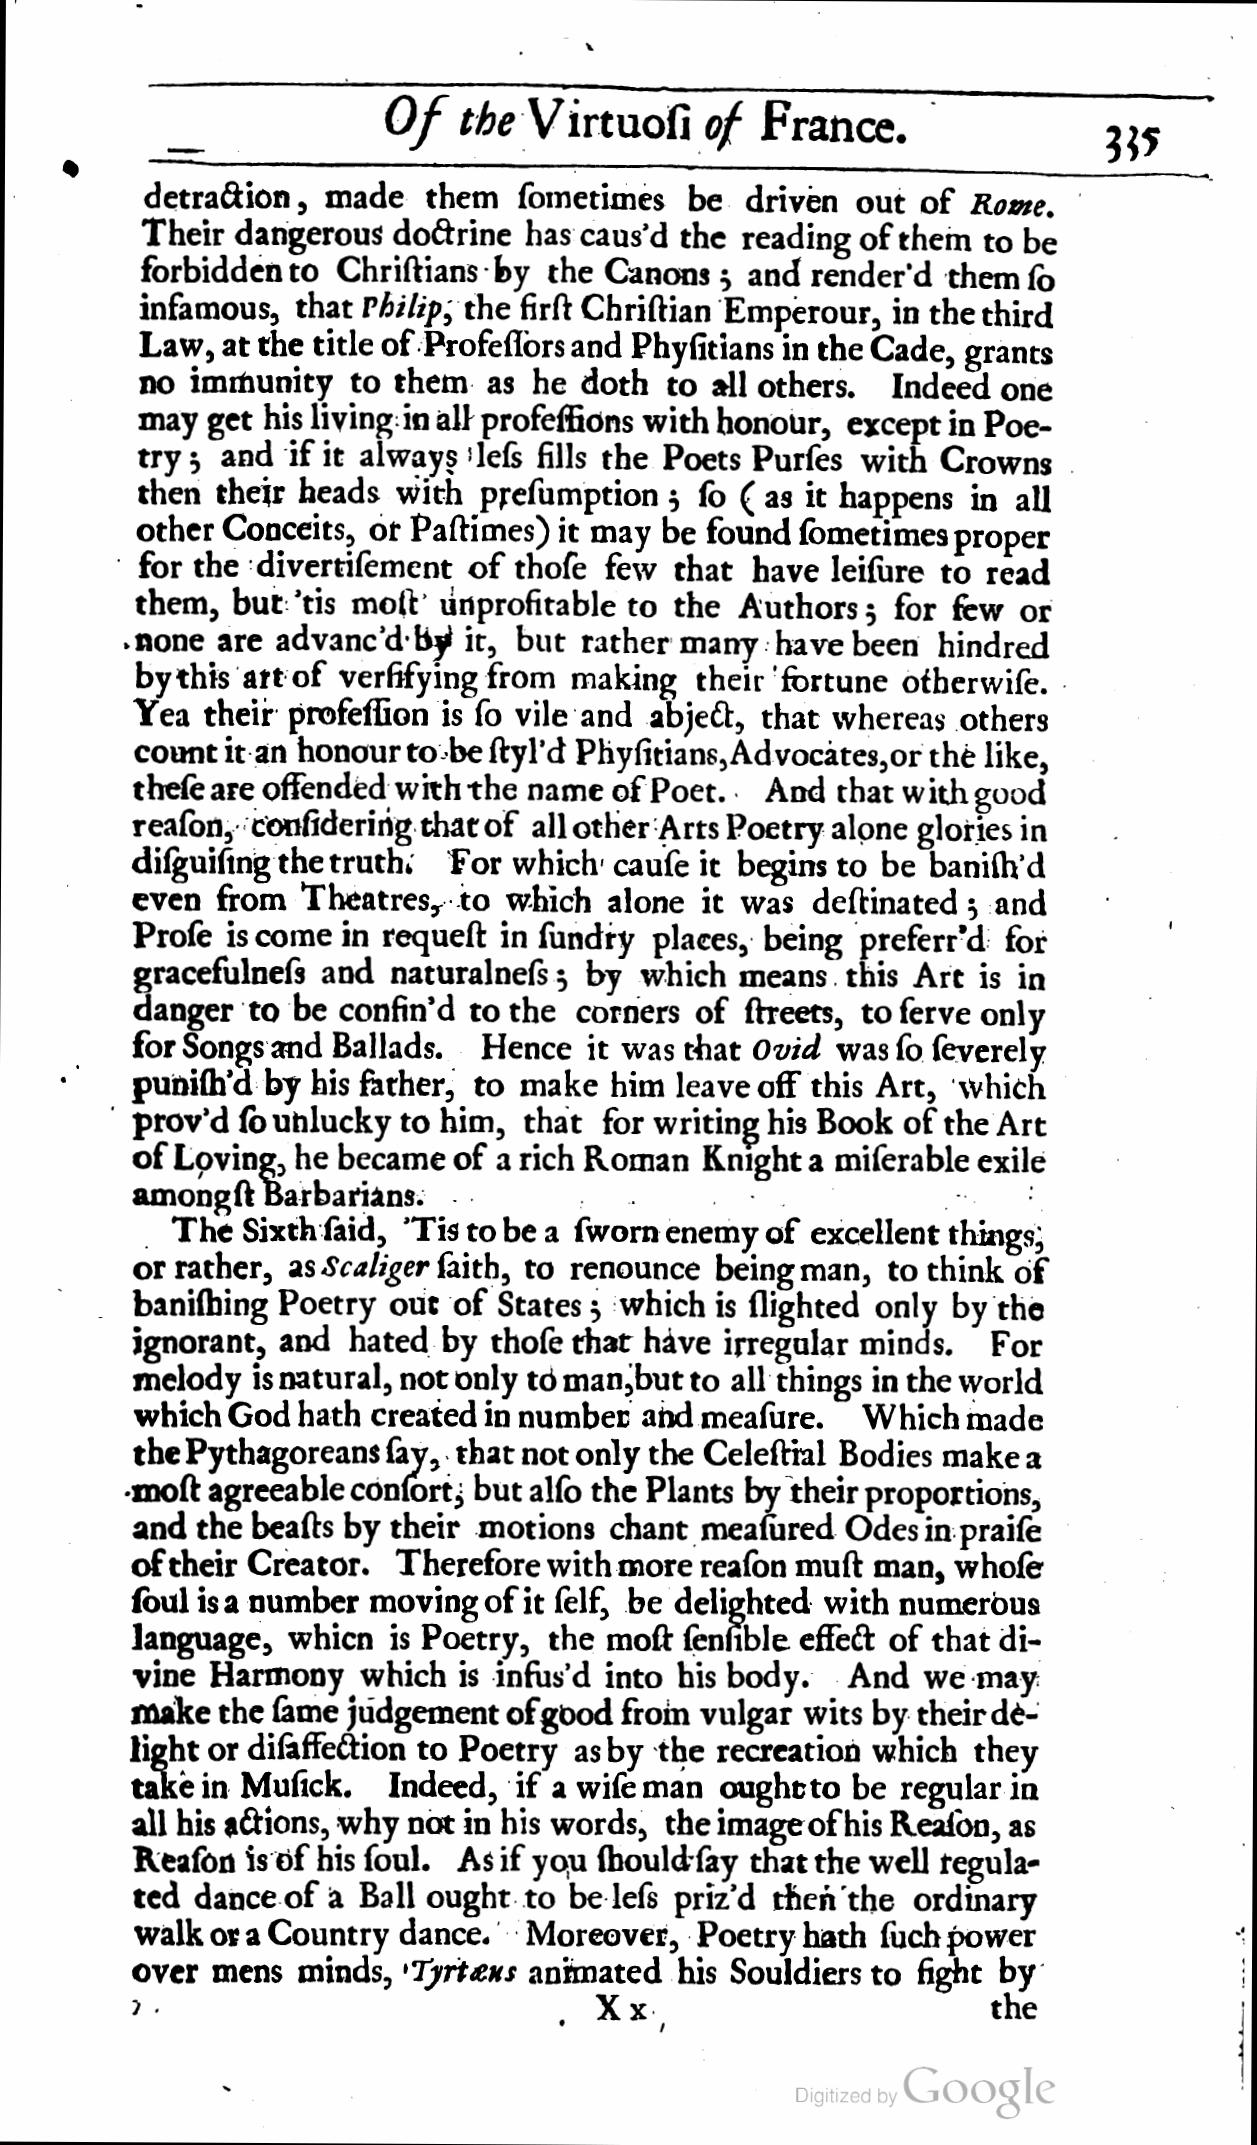 Of the Virtuoſi of France. 335
detraction, made them ſometimes be driven out of Rome.
Their dangerous doctrine has caus'd the reading of them to be
forbidden to Chriſtians by the Canons; and render'd them ſo
infamous, that Philip, the firſt Chriſtian Emperour, in the third
Law, at the title of Profeſſors and Phyſitians in the Cade, grants
no immunity to them as he doth to all others. Indeed one
may get his living in all profeſſions with honour, except in Poe-
try; and if it always leſs fills the Poets Purſes with Crowns
then their heads with preſumption; ſo (as it happens in all
other Conceits, or Paſtimes) it may be found ſometimes proper
for the divertiſement of thoſe few that have leiſure to read
them, but 'tis moſt unprofitable to the Authors; for few or
none are advanc'd by it, but rather many have been hindred
by this art of verſifying from making their fortune otherwiſe.
Yea their profeſſion is ſo vile and abject, that whereas others
count it an honour to be ſtyl'd Phyſitians, Advocates, or the like,
theſe are offended with the name of Poet. And that with good
reaſon, conſidering that of all other Arts Poetry alone glories in
diſguiſing the truth. For which cauſe it begins to be baniſh'd
even from Theatres, to which alone it was deſtinated; and
Proſe is come in requeſt in ſundry places, being preferr'd for
gracefulneſs and naturalneſs; by which means this Art is in
danger to be confin'd to the corners of ſtreets, to ſerve only
for Songs and Ballads. Hence it was that Ovid was ſo ſeverely
puniſh'd by his father, to make him leave off this Art, which
prov'd ſo unlucky to him, that for writing his Book of the Art
of Loving, he became of a rich Roman Knight a miſerable exile
amongſt Barbarians.
The Sixth ſaid, 'Tis to be a ſworn enemy of excellent things,
or rather, as Scaliger ſaith, to renounce being man, to think of
baniſhing Poetry out of States; which is ſlighted only by the
ignorant, and hated by thoſe that have irregular minds. For
melody is natural, not only to man, but to all things in the world
which God hath created in number and meaſure. Which made
the Pythagoreans ſay, that not only the Celeſtial Bodies make a
moſt agreeable conſort; but alſo the Plants by their proportions,
and the beaſts by their motions chant meaſured Odes in praiſe
of their Creator. Therefore with more reaſon muſt man, whoſe
ſoul is a number moving of it ſelf, be delighted with numerous
language, whicn is Poetry, the moſt ſenſible effect of that di-
vine Harmony which is infus'd into his body. And we may
make the ſame judgement of good from vulgar wits by their de-
light or diſaffection to Poetry as by the recreation which they
take in Muſick. Indeed, if a wiſe man ought to be regular in
all his actions, why not in his words, the image of his Reaſon, as
Reaſon is of his ſoul. As if you ſhould ſay that the well regula-
ted dance of a Ball ought to be leſs priz'd then the ordinary
walk or a Country dance. Moreover, Poetry hath ſuch power
over mens minds, Tyrtæus animated his Souldiers to fight by
X x the
Digitized by Google